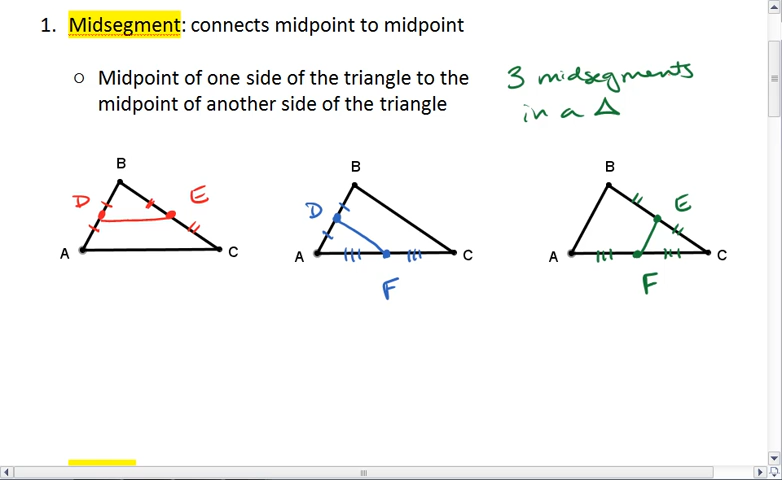 1. Midsegment: connects midpoint to midpoint
o Midpoint of one side of the triangle to the
midpoint of another side of the triangle
3 midsegments
in a Δ
B
D
E
A
C
B
D
A
C
F
B
E
A
C
F